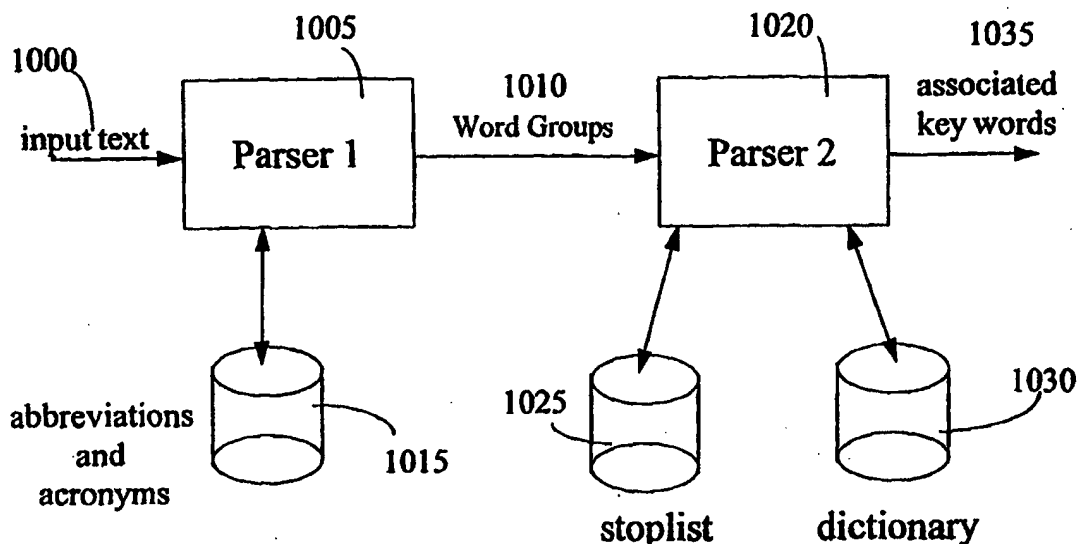 1000
input text
1005
Parser 1
1010
Word Groups
1020
Parser 2
1035
associated
key words
abbreviations
and
acronyms
1015
1025
stoplist
1030
dictionary